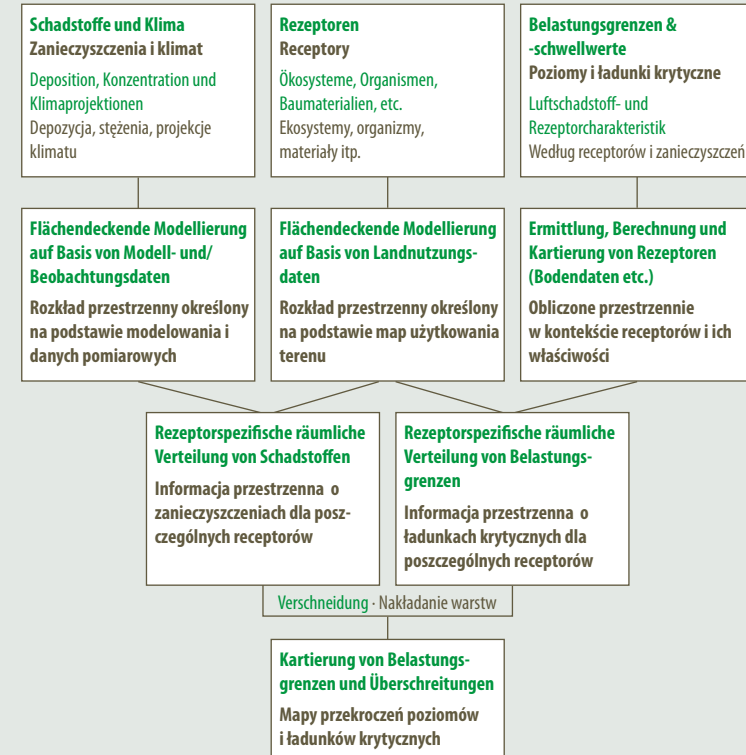 Schadstoffe und Klima
Zanieczyszczenia i klimat
Deposition, Konzentration und
Klimaprojektionen
Depozycja, stężenia, projekcje
klimatu
Rezeptoren
Receptory
Ökosysteme, Organismen,
Baumaterialien, etc.
Ekosystemy, organizmy,
materiały itp.
Belastungsgrenzen &
-schwellwerte
Poziomy i ładunki krytyczne
Luftschadstoff- und
Rezeptorcharakteristik
Według receptorów i zanieczyszczeń
Flächendeckende Modellierung
auf Basis von Modell- und/
Beobachtungsdaten
Rozkład przestrzenny określony
na podstawie modelowania i
danych pomiarowych
Flächendeckende Modellierung
auf Basis von Landnutzungs-
daten
Rozkład przestrzenny określony
na podstawie map użytkowania
terenu
Ermittlung, Berechnung und
Kartierung von Rezeptoren
(Bodendaten etc.)
Obliczone przestrzennie
w kontekście receptorów i ich
właściwości
Rezeptorspezifische räumliche
Verteilung von Schadstoffen
Informacja przestrzenna o
zanieczyszczeniach dla posz-
czególnych receptorów
Rezeptorspezifische räumliche
Verteilung von Belastungs-
grenzen
Informacja przestrzenna o
ładunkach krytycznych dla
poszczególnych receptorów
Verschneidung · Nakładanie warstw
Kartierung von Belastungs-
grenzen und Überschreitungen
Mapy przekroczeń poziomów
i ładunków krytycznych